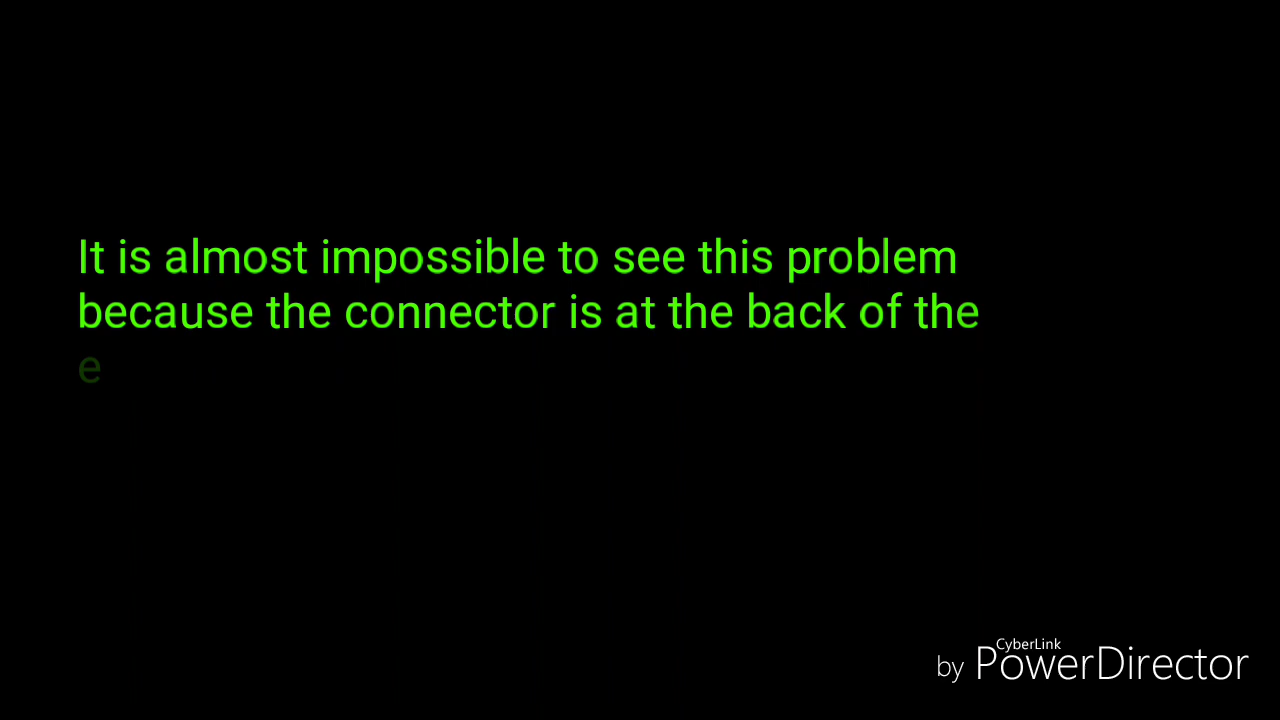 It is almost impossible to see this problem
because the connector is at the back of the
e
CyberLink
by PowerDirector